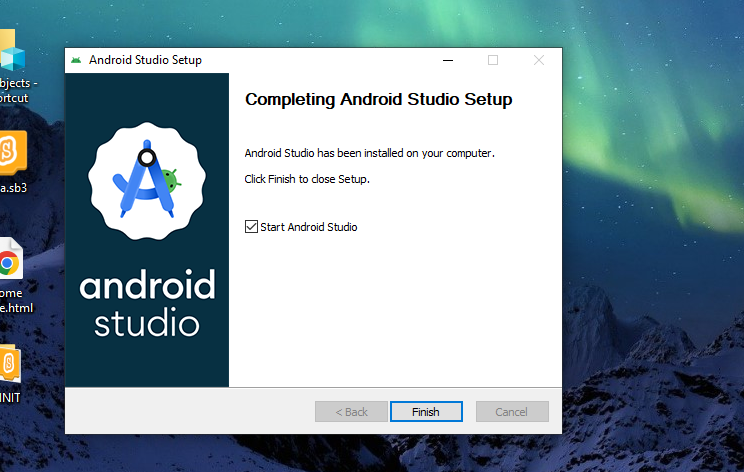 Android Studio Setup
bjects -
ortcut
Completing Android Studio Setup
Android Studio has been installed on your computer.
Click Finish to close Setup.
a.sb3
Start Android Studio
android
studio
ome
e.html
INIT
< Back
Finish
Cancel